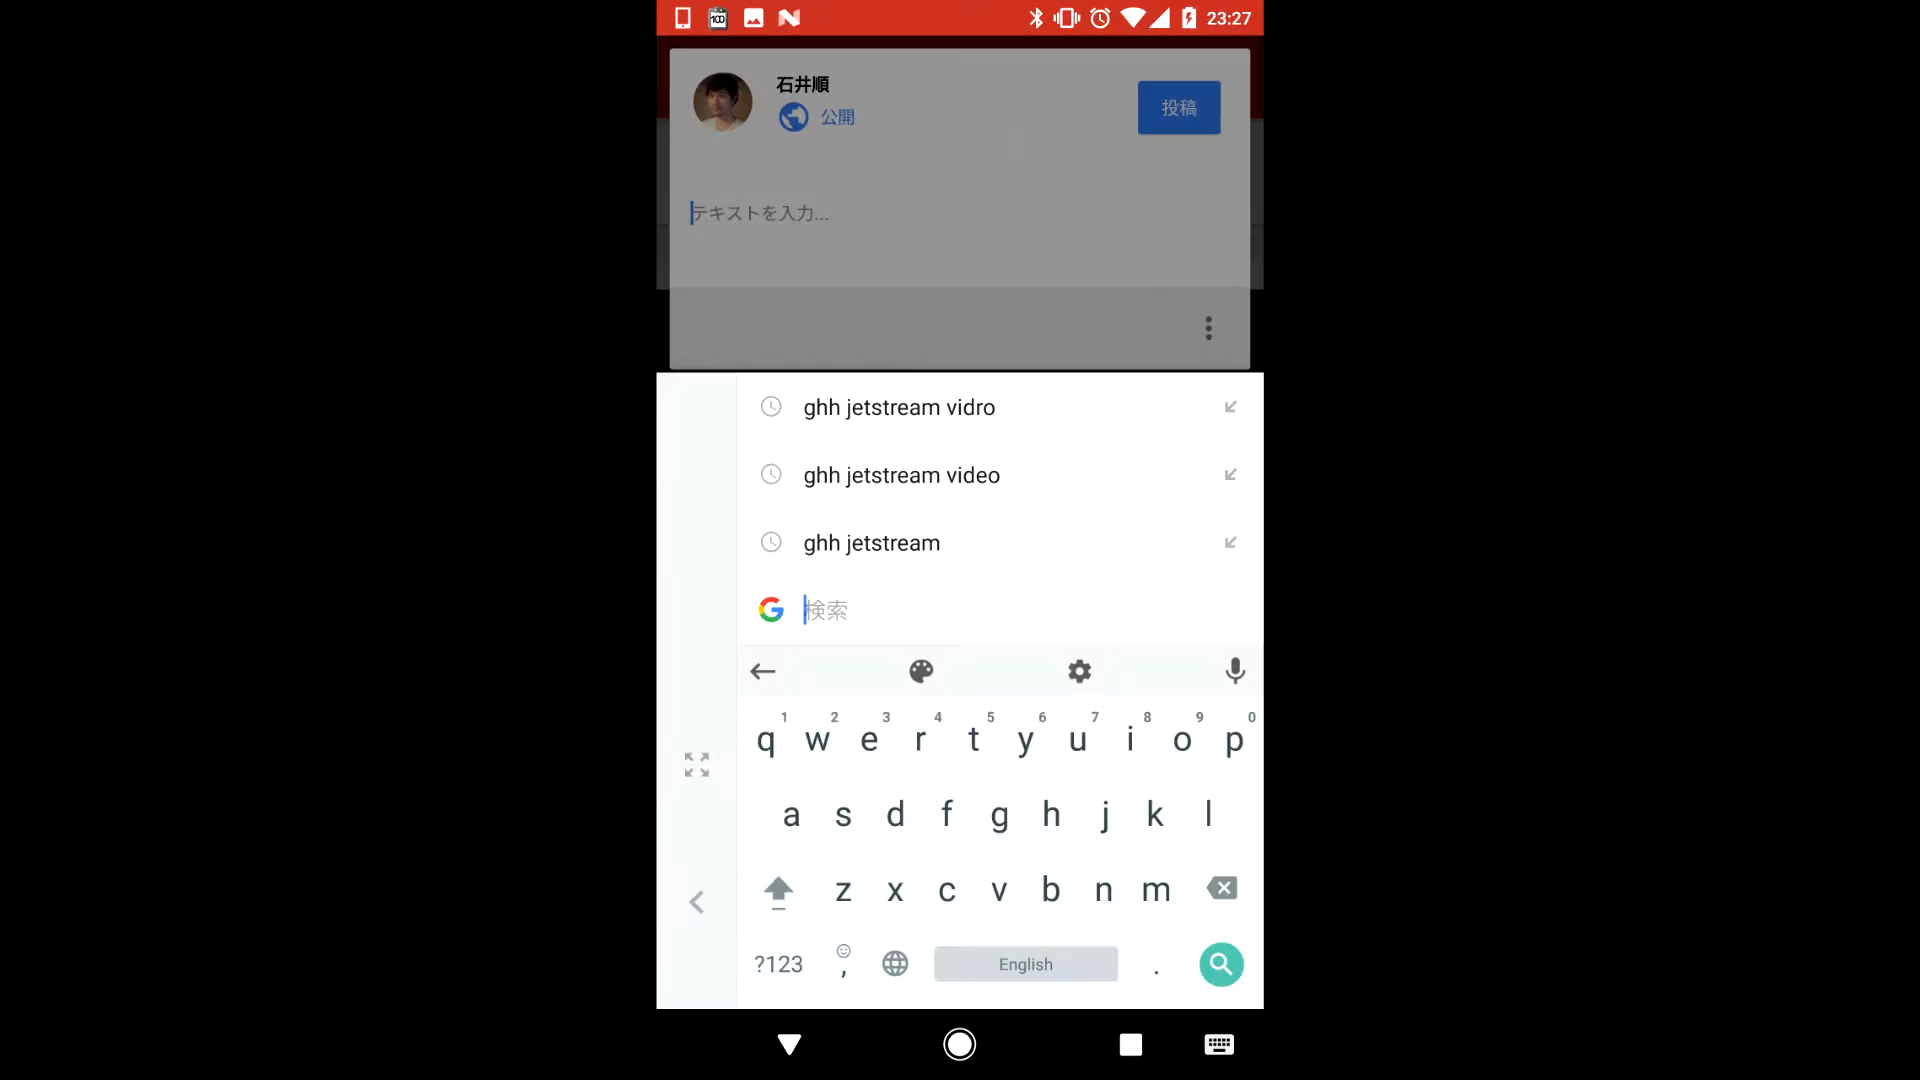 100 23:27
石井順
公開
投稿
テキストを入力...
ghh jetstream vidro
ghh jetstream video
ghh jetstream
検索
1 2 3 4 5 6 7 8 9 0
q w e r t y u i o p
a s d f g h j k l
z x c v b n m
?123 , English .